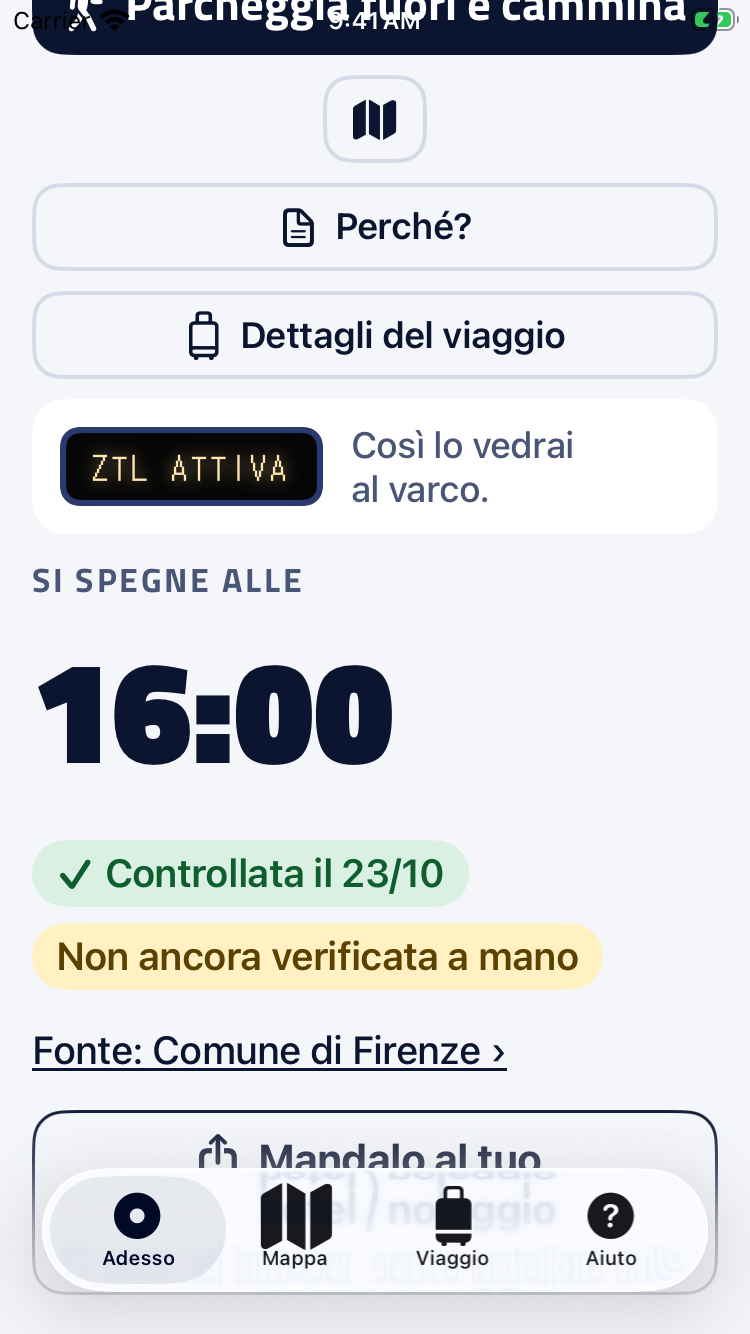 Parcheggia fuori e cammina
Carrier
9:41 AM
Perché?
Dettagli del viaggio
ZTL ATTIVA
Così lo vedrai
al varco.
SI SPEGNE ALLE
16:00
Controllata il 23/10
Non ancora verificata a mano
Fonte: Comune di Firenze ›
Mandalo al tuo
hotel / noleggio
Adesso
Mappa
Viaggio
Aiuto